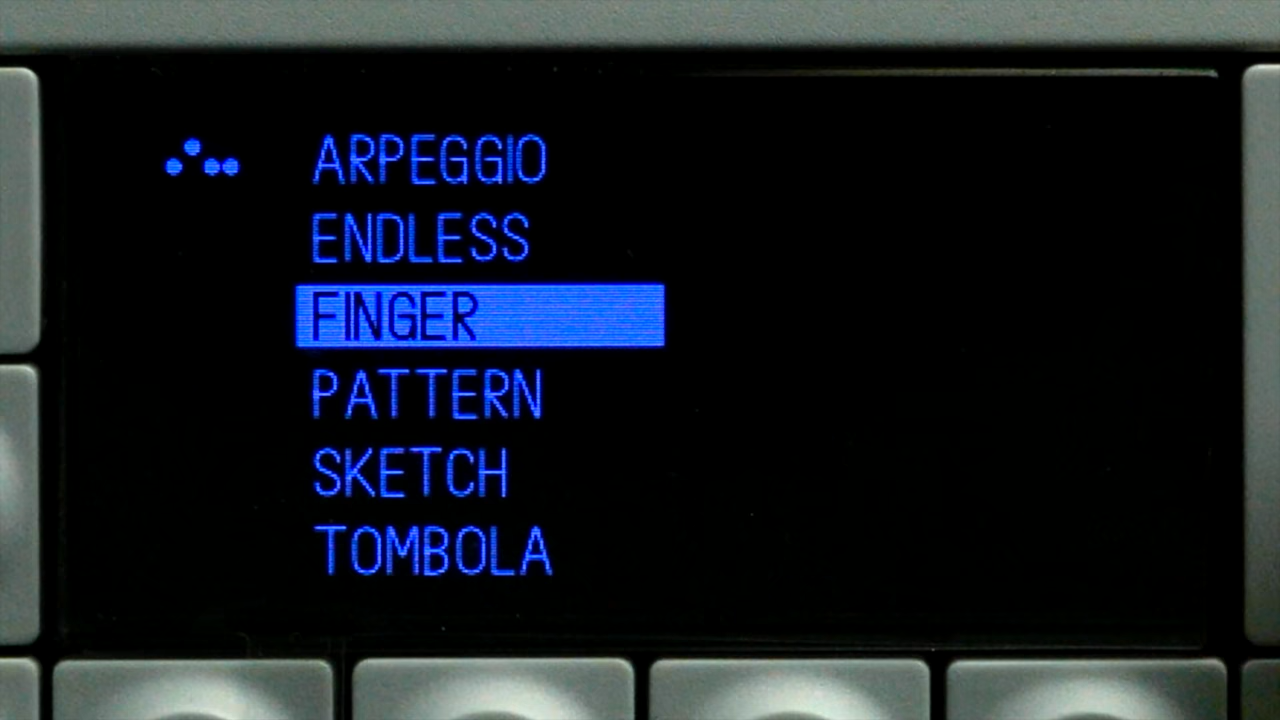 ARPEGGIO
ENDLESS
FINGER
PATTERN
SKETCH
TOMBOLA